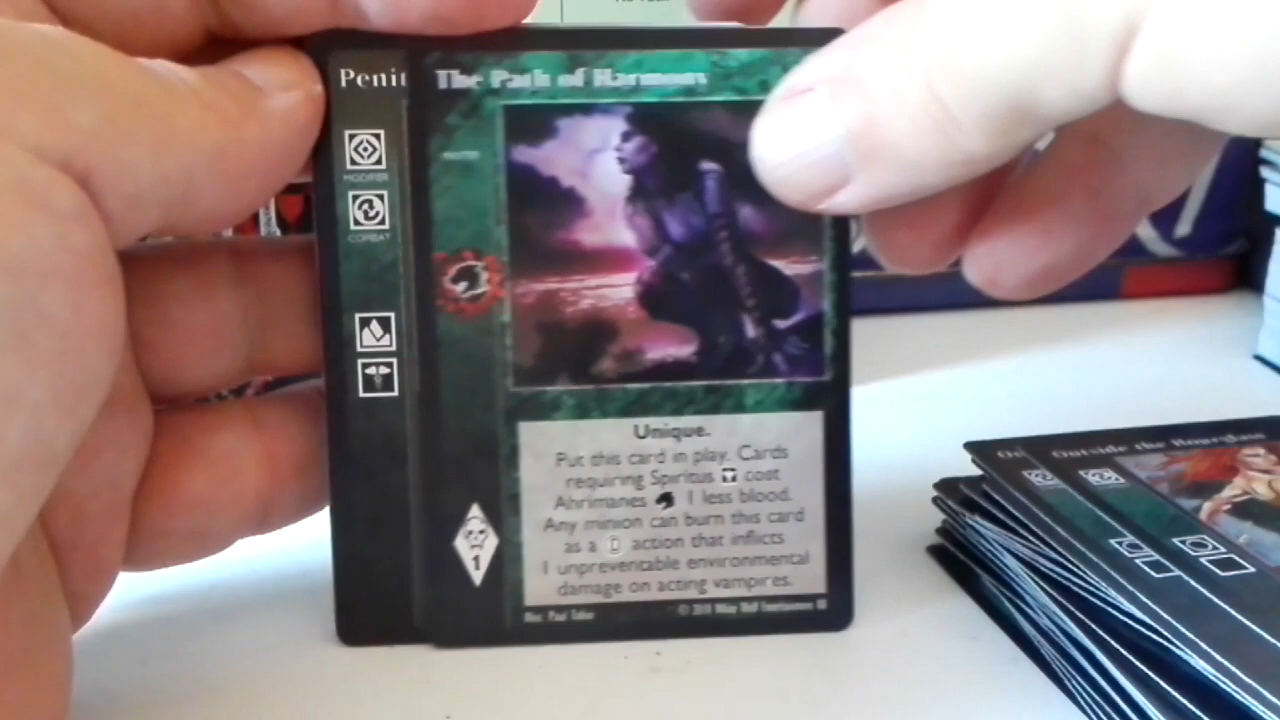 Penit
The Path of Harmony
MODIFIER
MASTER
COMBAT
Unique.
Put this card in play. Cards
requiring Spiritus cost
Ahrimanes 1 less blood.
Any minion can burn this card
as a D action that inflicts
1 unpreventable environmental
damage on acting vampires.
1
Outside the Hourglass